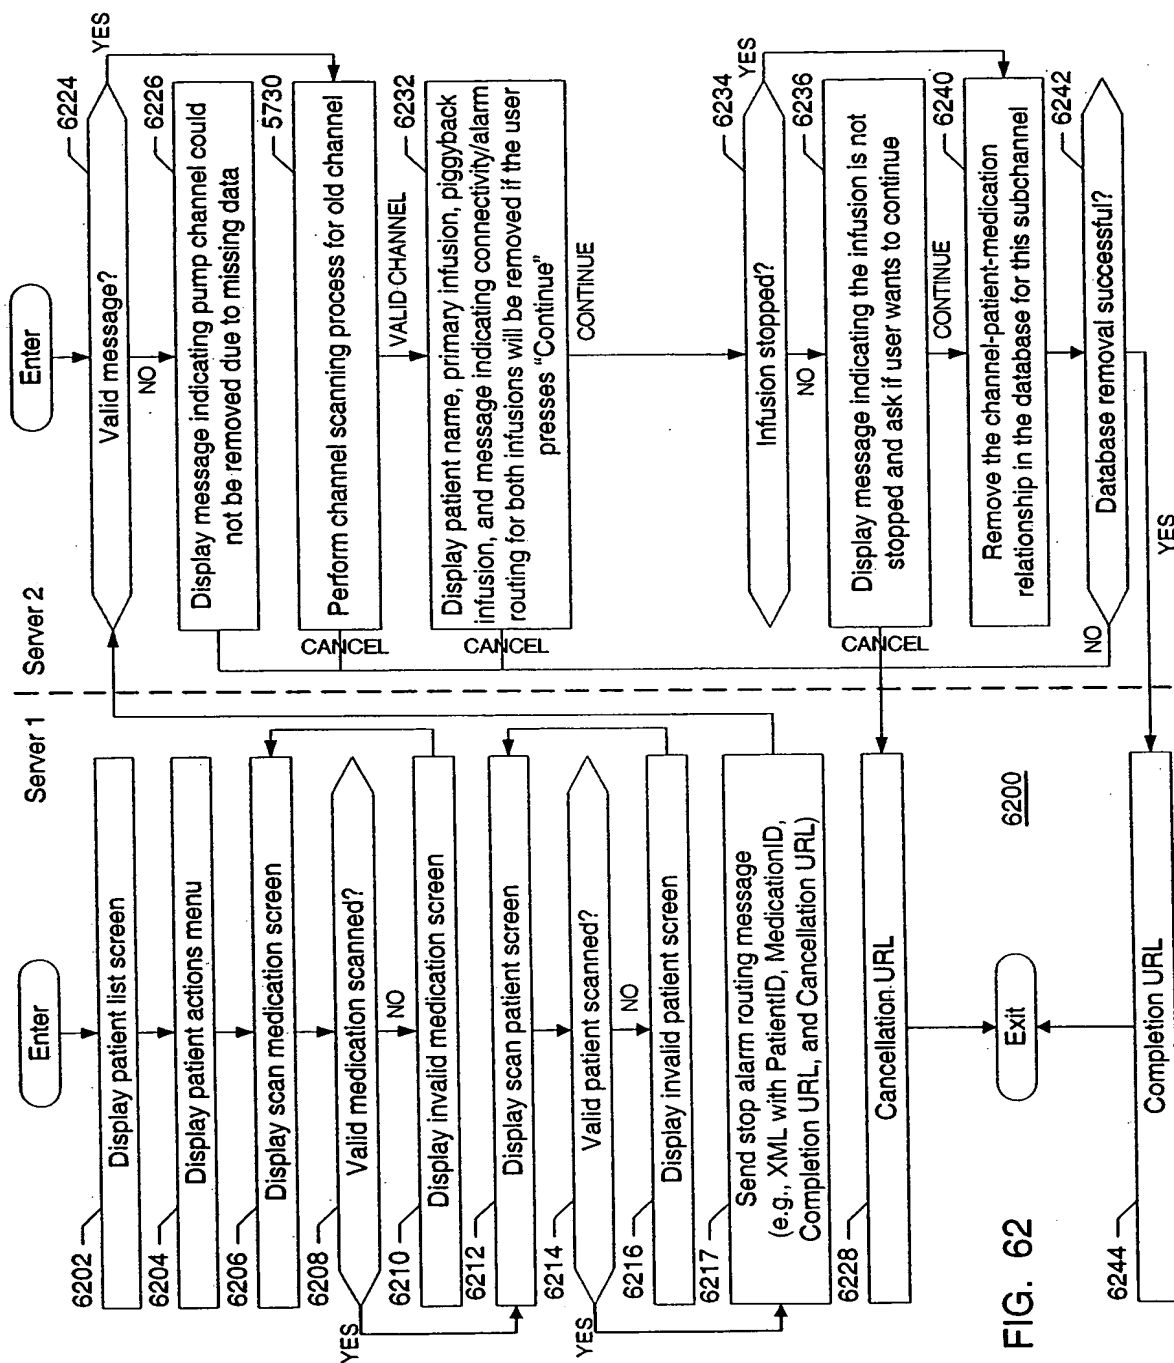 Server 1
Enter
6202
Display patient list screen
6204
Display patient actions menu
6206
Display scan medication screen
6208
Valid medication scanned?
YES
NO
6210
Display invalid medication screen
6212
Display scan patient screen
6214
Valid patient scanned?
YES
NO
6216
Display invalid patient screen
6217
Send stop alarm routing message
(e.g., XML with PatientID, MedicationID,
Completion URL, and Cancellation URL)
6228
Cancellation URL
Exit
6200
6244
Completion URL
FIG. 62
Server 2
Enter
6224
Valid message?
YES
NO
6226
Display message indicating pump channel could
not be removed due to missing data
5730
Perform channel scanning process for old channel
CANCEL
VALID CHANNEL
6232
Display patient name, primary infusion, piggyback
infusion, and message indicating connectivity/alarm
routing for both infusions will be removed if the user
presses “Continue”
CANCEL
CONTINUE
6234
Infusion stopped?
YES
NO
6236
Display message indicating the infusion is not
stopped and ask if user wants to continue
CANCEL
CONTINUE
6240
Remove the channel-patient-medication
relationship in the database for this subchannel
6242
Database removal successful?
NO
YES